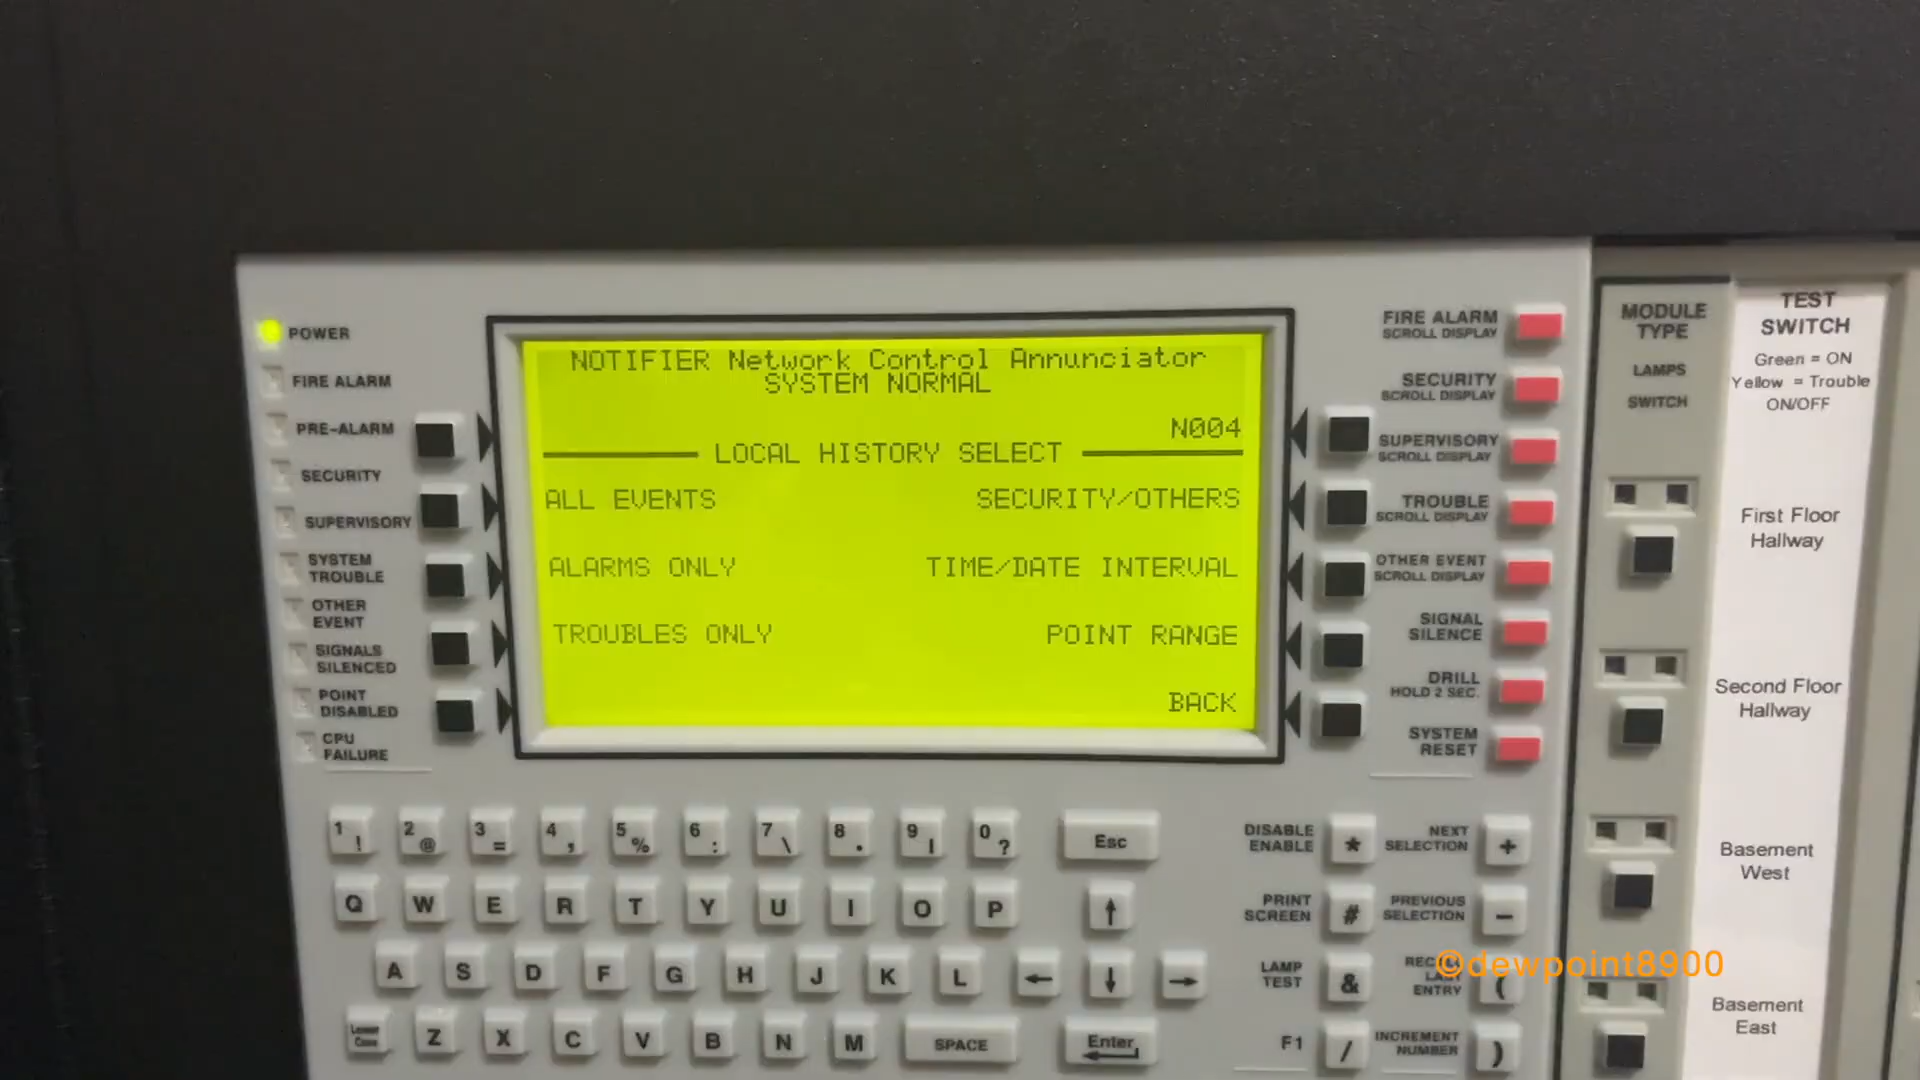 POWER
FIRE ALARM
PRE-ALARM
SECURITY
SUPERVISORY
SYSTEM
TROUBLE
OTHER
EVENT
SIGNALS
SILENCED
POINT
DISABLED
CPU
FAILURE
NOTIFIER Network Control Annunciator
SYSTEM NORMAL
N004
LOCAL HISTORY SELECT
ALL EVENTS SECURITY/OTHERS
ALARMS ONLY TIME/DATE INTERVAL
TROUBLES ONLY POINT RANGE
BACK
FIRE ALARM
SCROLL DISPLAY
SECURITY
SCROLL DISPLAY
SUPERVISORY
SCROLL DISPLAY
TROUBLE
SCROLL DISPLAY
OTHER EVENT
SCROLL DISPLAY
SIGNAL
SILENCE
DRILL
HOLD 2 SEC.
SYSTEM
RESET
MODULE
TYPE
LAMPS
SWITCH
TEST
SWITCH
Green = ON
Yellow = Trouble
ON/OFF
First Floor
Hallway
Second Floor
Hallway
Basement
West
Basement
East
1 ! 2 @ 3 = 4 , 5 % 6 : 7 \ 8 . 9 | 0 ? Esc
Q W E R T Y U I O P ↑
A S D F G H J K L ← ↓ →
Lower
Case
Z X C V B N M SPACE Enter
DISABLE
ENABLE
*
NEXT
SELECTION
+
PRINT
SCREEN
#
PREVIOUS
SELECTION
-
LAMP
TEST
&
ENTRY
(
F1 /
INCREMENT
NUMBER
)
©dewpoint8900